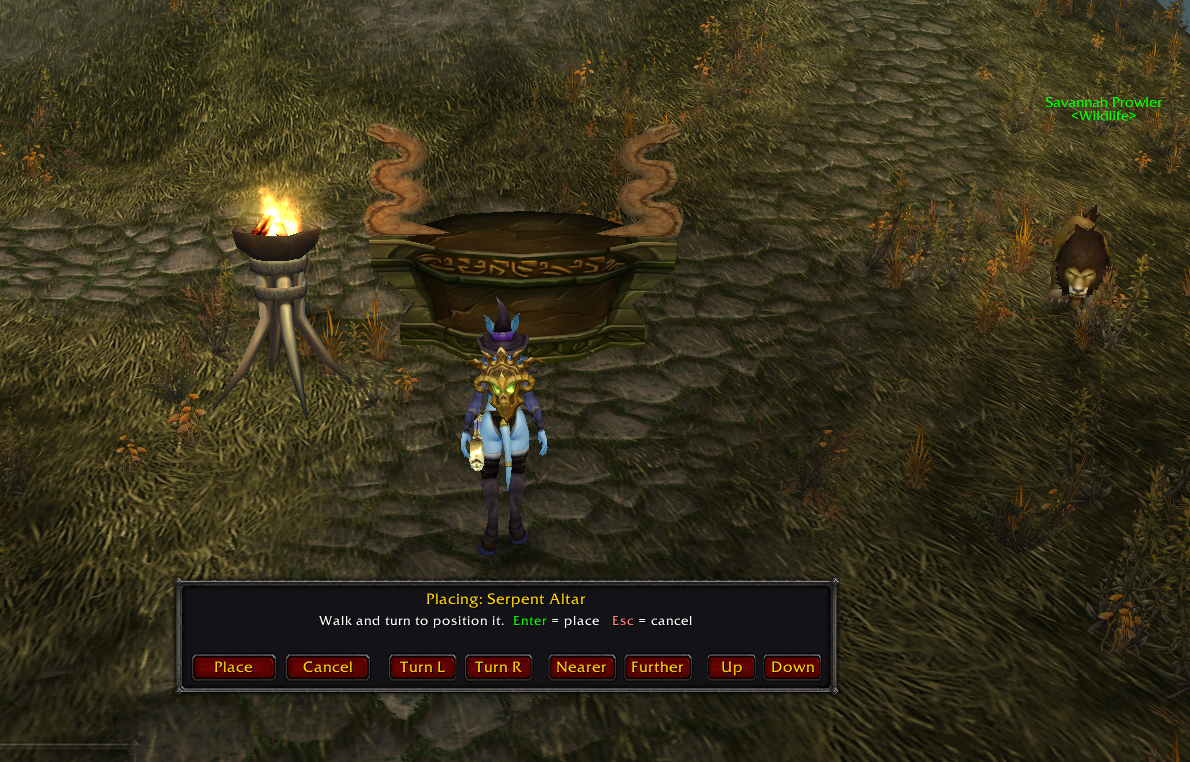 Savannah Prowler
<Wildlife>
Placing: Serpent Altar
Walk and turn to position it. Enter = place Esc = cancel
Place Cancel Turn L Turn R Nearer Further Up Down